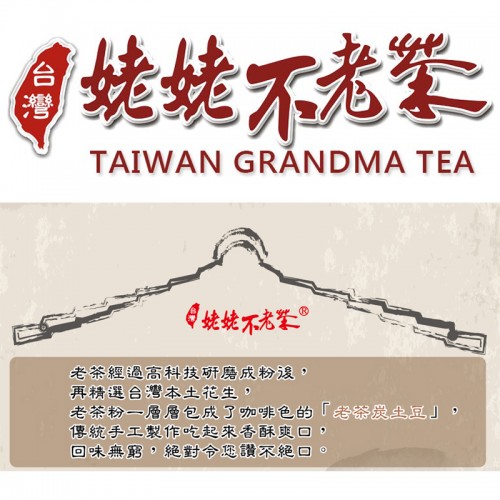 台灣
姥姥不老茶
TAIWAN GRANDMA TEA
台灣 姥姥不老茶®
老茶經過高科技研磨成粉後，
再精選台灣本土花生，
老茶粉一層層包成了咖啡色的「老茶炭土豆」，
傳統手工製作吃起來香酥爽口，
回味無窮，絕對令您讚不絕口。